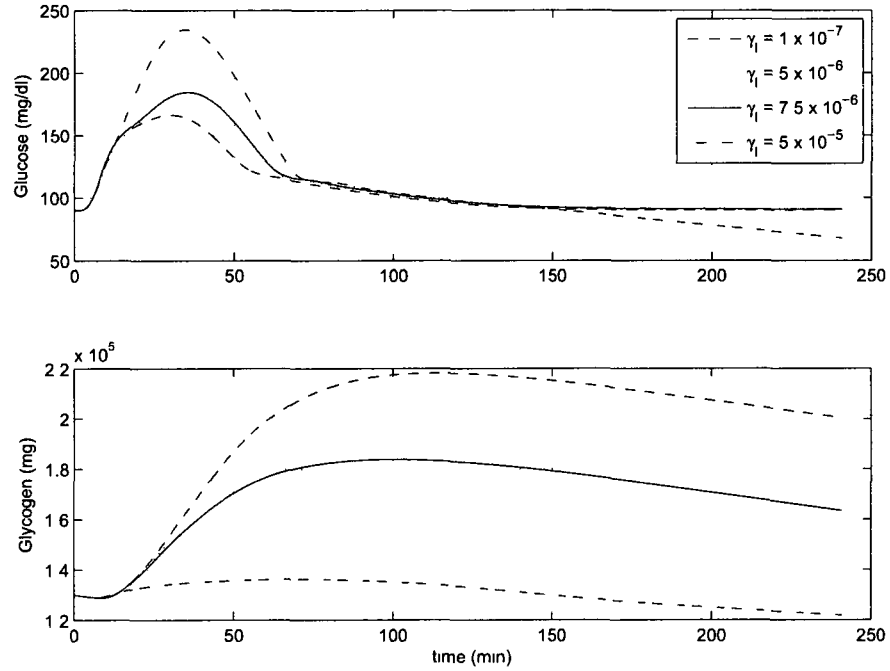 250
200
150
100
50
Glucose (mg/dl)
0 50 100 150 200 250
γI = 1 x 10-7
γI = 5 x 10-6
γI = 7 5 x 10-6
γI = 5 x 10-5
x 105
2 2
2
1 8
1 6
1 4
1 2
Glycogen (mg)
0 50 100 150 200 250
time (min)